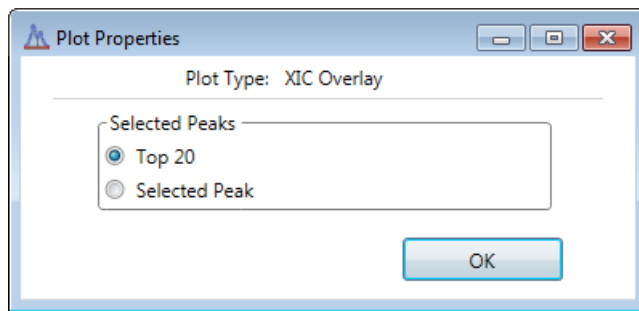 Plot Properties
Plot Type: XIC Overlay
Selected Peaks
Top 20
Selected Peak
OK